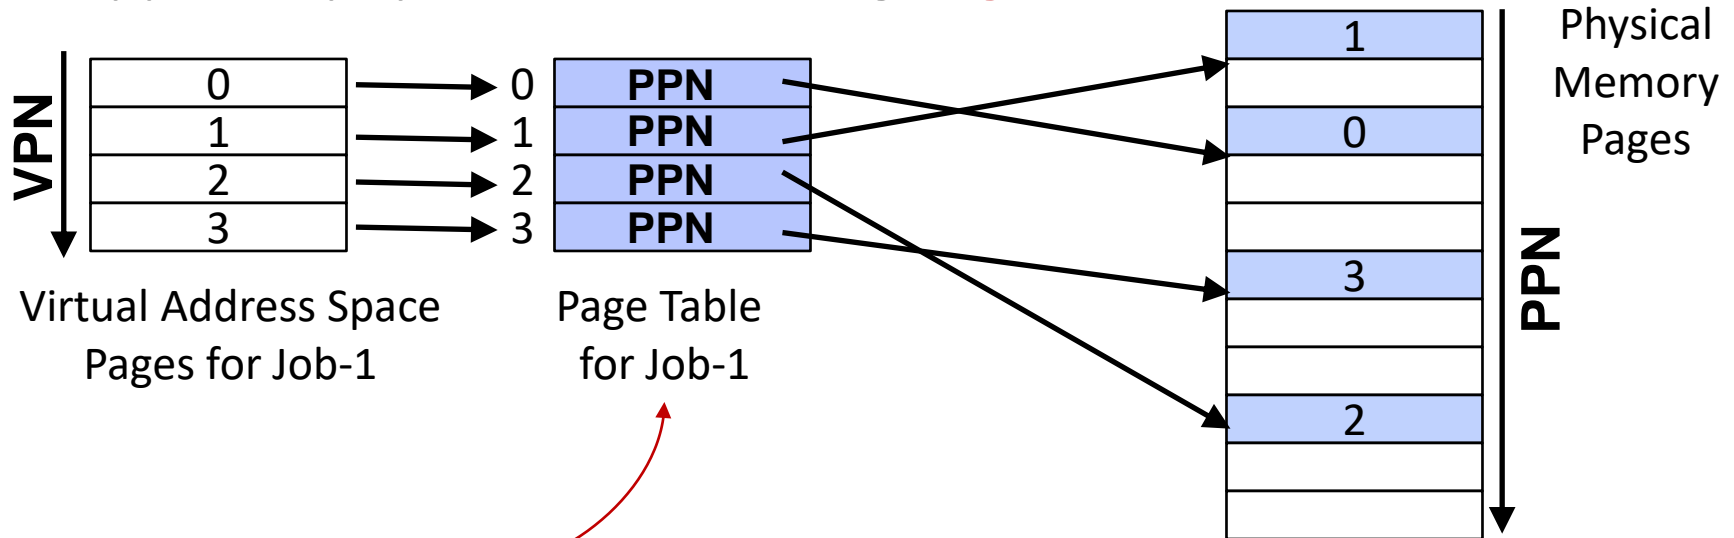 VPN
0
1
2
3
Virtual Address Space
Pages for Job-1
0
1
2
3
PPN
PPN
PPN
PPN
Page Table
for Job-1
1
0
3
2
PPN
Physical
Memory
Pages